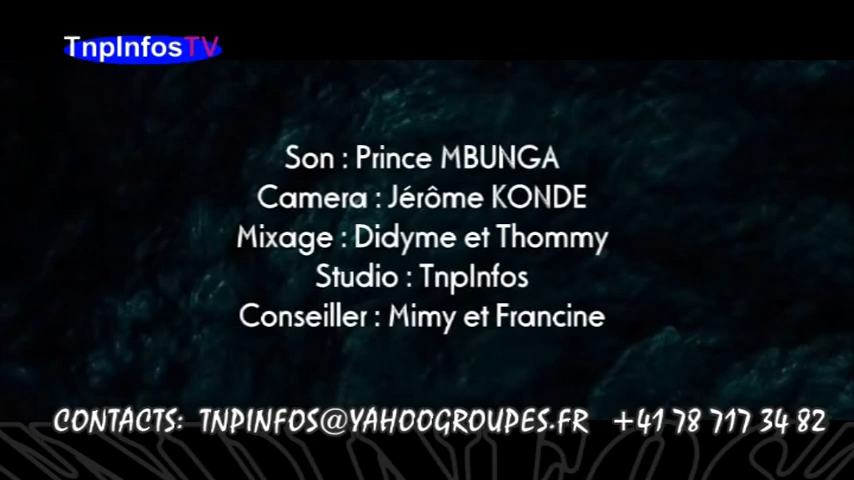 TnpInfosTV
Son : Prince MBUNGA
Camera : Jérôme KONDE
Mixage : Didyme et Thommy
Studio : TnpInfos
Conseiller : Mimy et Francine
CONTACTS: TNPINFOS@YAHOOGROUPES.FR +41 78 717 34 82